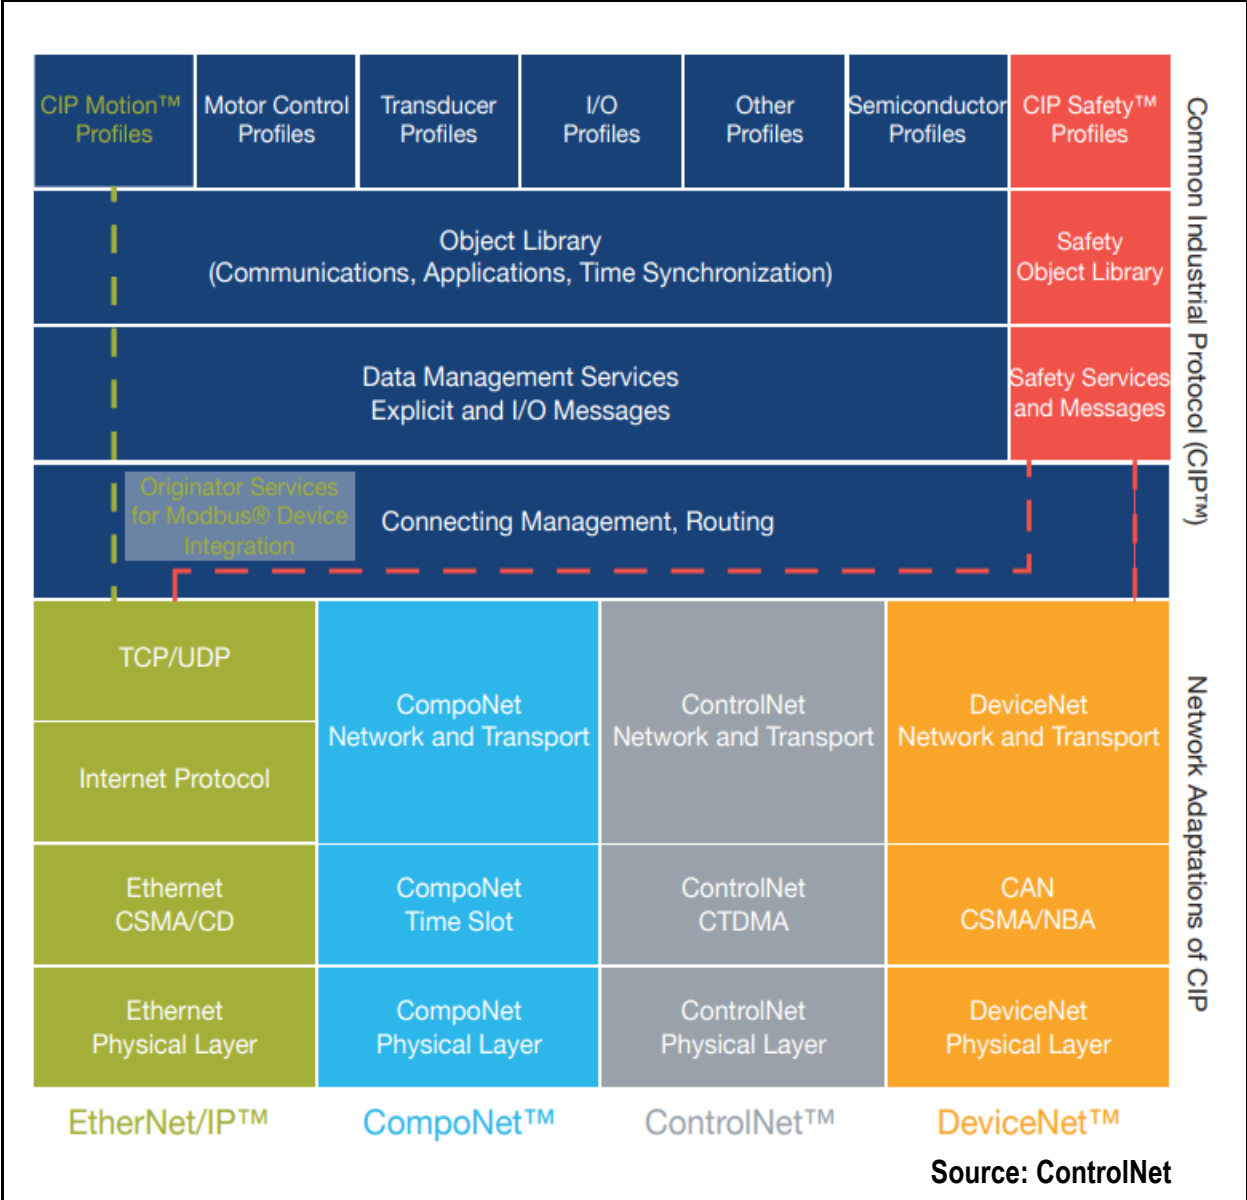 CIP Motion™
Profiles
Motor Control
Profiles
Transducer
Profiles
I/O
Profiles
Other
Profiles
Semiconductor
Profiles
CIP Safety™
Profiles
Object Library
(Communications, Applications, Time Synchronization)
Safety
Object Library
Data Management Services
Explicit and I/O Messages
Safety Services
and Messages
Originator Services
for Modbus® Device
Integration
Connecting Management, Routing
Common Industrial Protocol (CIP™)
TCP/UDP
Internet Protocol
CompoNet
Network and Transport
ControlNet
Network and Transport
DeviceNet
Network and Transport
Ethernet
CSMA/CD
CompoNet
Time Slot
ControlNet
CTDMA
CAN
CSMA/NBA
Ethernet
Physical Layer
CompoNet
Physical Layer
ControlNet
Physical Layer
DeviceNet
Physical Layer
Network Adaptations of CIP
EtherNet/IP™
CompoNet™
ControlNet™
DeviceNet™
Source: ControlNet